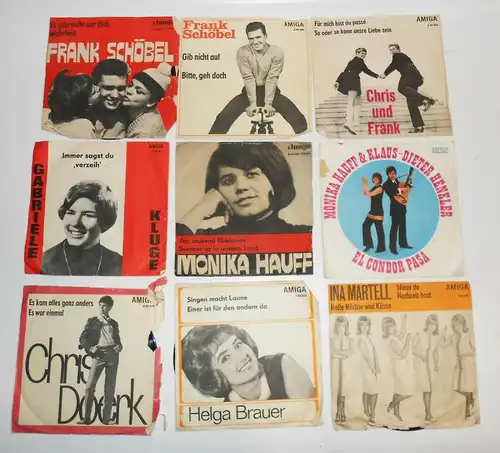 FRANK SCHÖBEL
Frank
Schöbel
AMIGA
Gib nicht auf
Bitte, geh doch
Für mich bist du passé
AMIGA
So oder so kann unsre Liebe sein
Chris
und
Frank
Immer sagst du
‚verzeih'
GABRIELE
KLUGE
MONIKA HAUFF
MONIKA HAUFF & KLAUS-DIETER HENKLER
EL CONDOR PASA
AMIGA
Es kam alles ganz anders
AMIGA
Es war einmal
Chris
Doerk
Singen macht Laune
AMIGA
Einer ist für den andern da
Helga Brauer
INA MARTELL
Wenn du
AMIGA
Hochzeit hast
Helle Nächte und Küsse